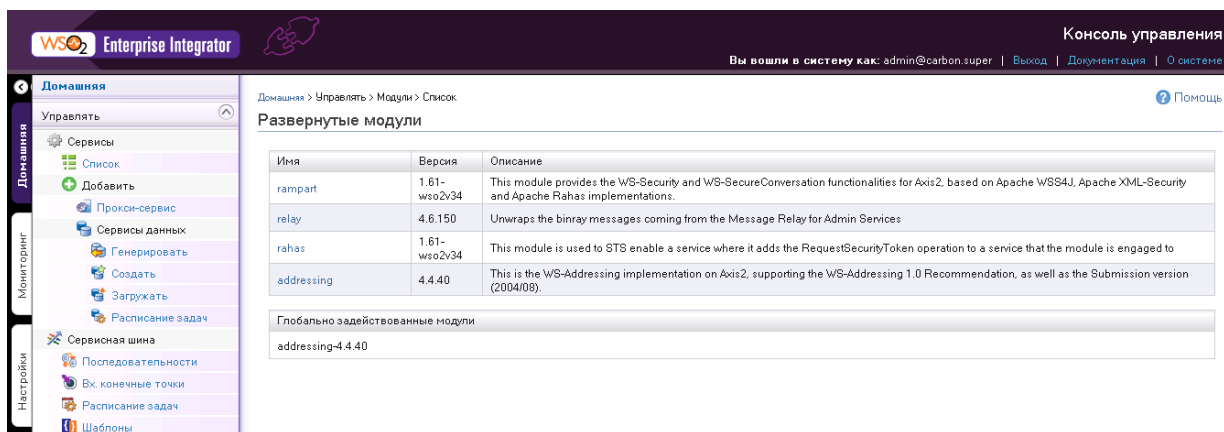 WSO2 Enterprise Integrator
Консоль управления
Вы вошли в систему как: admin@carbon.super | Выход | Документация | О системе
Домашняя
Мониторинг
Настройки
Домашняя
Управлять
Сервисы
Список
Добавить
Прокси-сервис
Сервисы данных
Генерировать
Создать
Загружать
Расписание задач
Сервисная шина
Последовательности
Вх. конечные точки
Расписание задач
Шаблоны
Домашняя > Управлять > Модули > Список
Помощь
Развернутые модули
Имя Версия Описание
rampart 1.61-wso2v34 This module provides the WS-Security and WS-SecureConversation functionalities for Axis2, based on Apache WSS4J, Apache XML-Security
and Apache Rahas implementations.
relay 4.6.150 Unwraps the binray messages coming from the Message Relay for Admin Services
rahas 1.61-wso2v34 This module is used to STS enable a service where it adds the RequestSecurityToken operation to a service that the module is engaged to
addressing 4.4.40 This is the WS-Addressing implementation on Axis2, supporting the WS-Addressing 1.0 Recommendation, as well as the Submission version
(2004/08).
Глобально задействованные модули
addressing-4.4.40